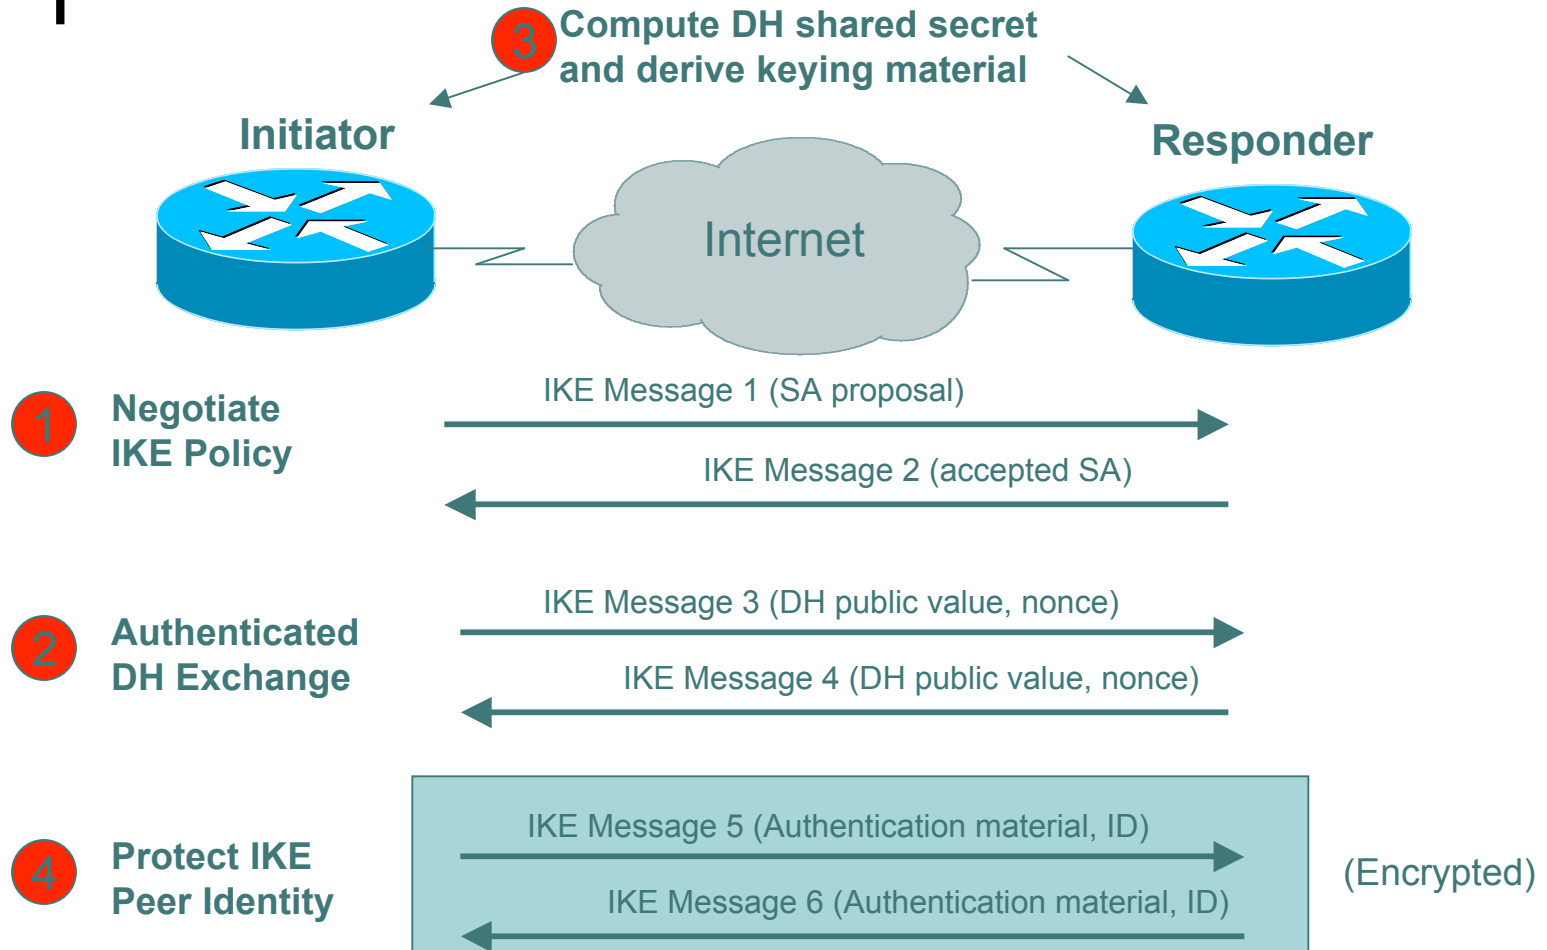 3
Compute DH shared secret
and derive keying material
Initiator
Responder
Internet
1
Negotiate
IKE Policy
IKE Message 1 (SA proposal)
IKE Message 2 (accepted SA)
2
Authenticated
DH Exchange
IKE Message 3 (DH public value, nonce)
IKE Message 4 (DH public value, nonce)
4
Protect IKE
Peer Identity
IKE Message 5 (Authentication material, ID)
IKE Message 6 (Authentication material, ID)
(Encrypted)